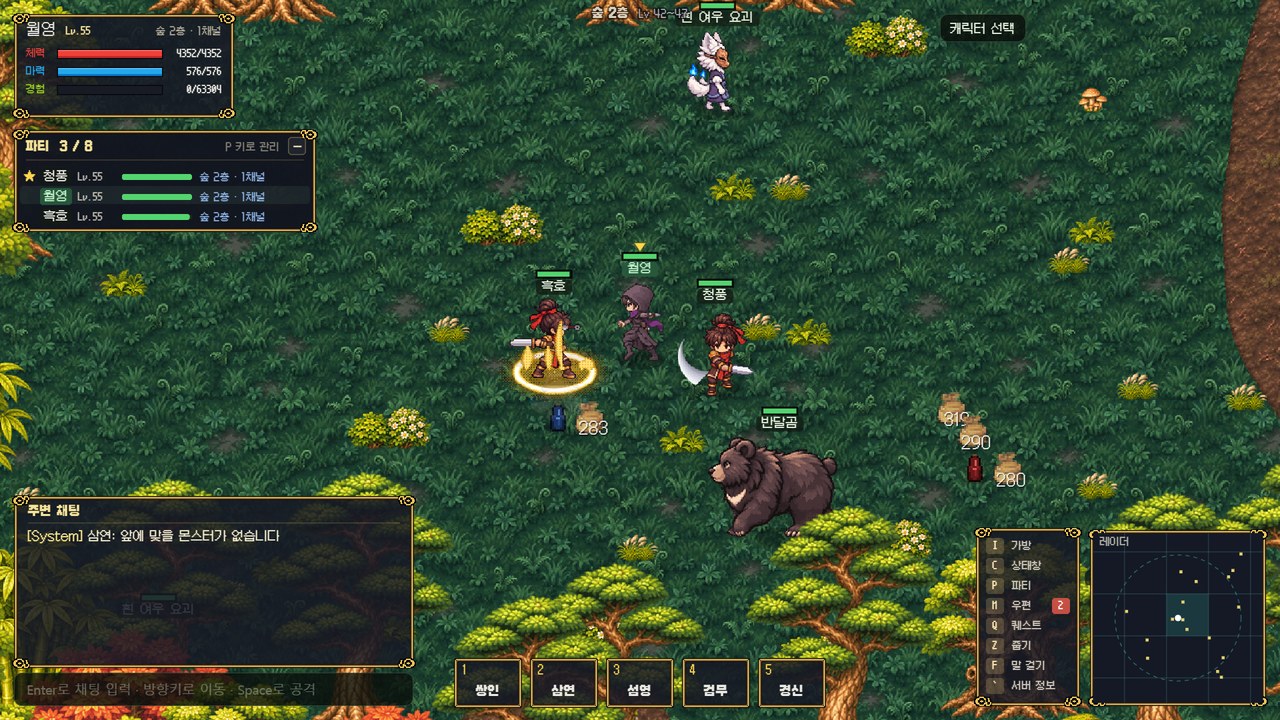 월영 Lv.55 숲 2층 · 1채널
체력 4352/4352
마력 576/576
경험 0/63304
파티 3 / 8 P 키로 관리
청풍 Lv.55 숲 2층 · 1채널
월영 Lv.55 숲 2층 · 1채널
흑호 Lv.55 숲 2층 · 1채널
숲 2층 Lv.42~47
흰 여우 요괴
캐릭터 선택
월영
흑호
청풍
반달곰
283
319
290
280
주변 채팅
[System] 삼연: 앞에 맞을 몬스터가 없습니다
흰 여우 요괴
Enter로 채팅 입력 · 방향키로 이동 · Space로 공격
1 쌍인
2 삼연
3 섬영
4 검무
5 경신
I 가방
C 상태창
P 파티
M 우편 2
Q 퀘스트
Z 줍기
F 말 걸기
` 서버 정보
레이더